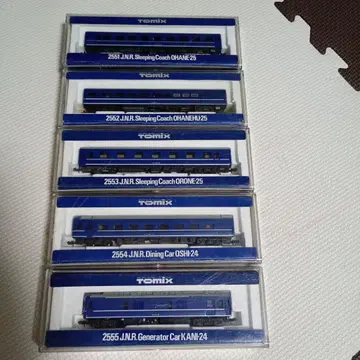 TOMIX
2551 J.N.R. Sleeping Coach OHANE·25
TOMIX
2552 J.N.R. Sleeping Coach OHANEHU·25
TOMIX
2553 J.N.R. Sleeping Coach ORONE·25
TOMIX
2554 J.N.R. Dining Car OSHI·24
TOMIX
2555 J.N.R. Generator Car KANI·24